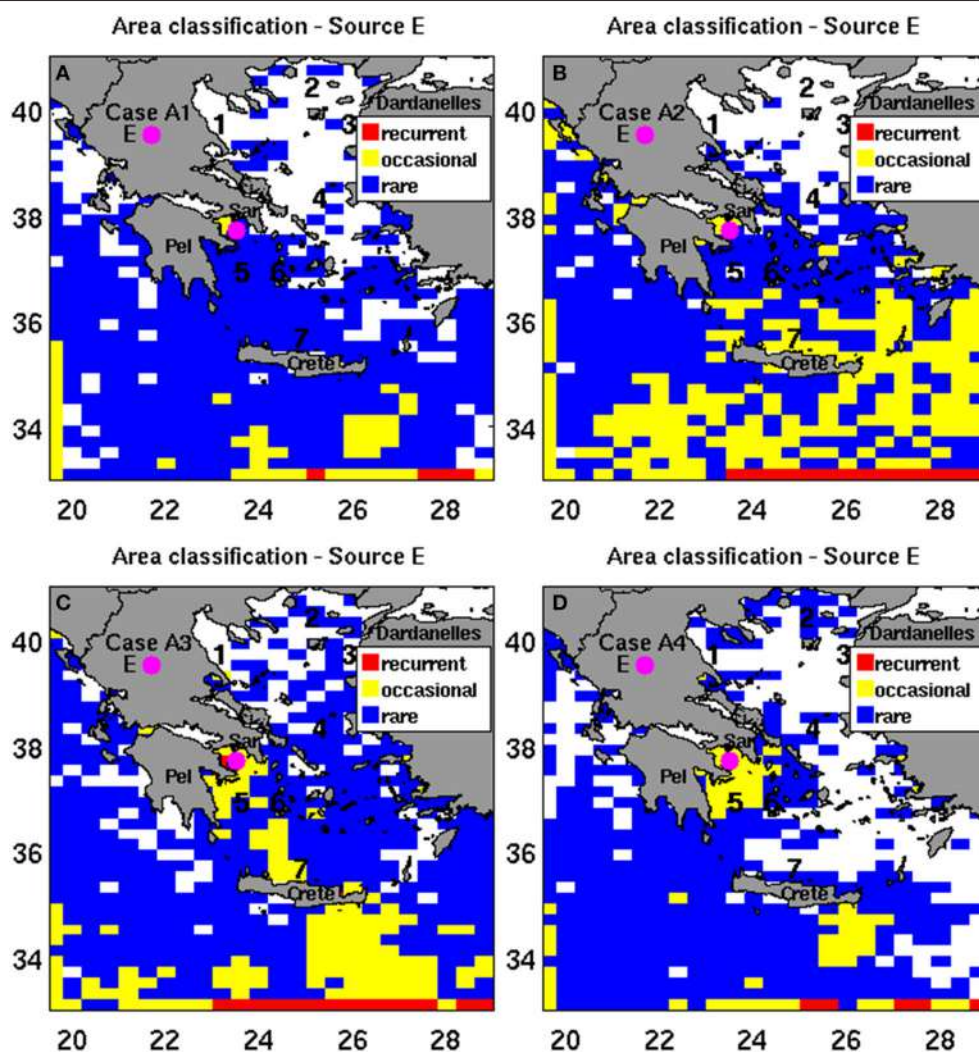 Area classification - Source E
A
Case A1
E
Dardanelles
recurrent
occasional
rare
1
2
3
4
Sar
Pel
5
6
7
Crete
40
38
36
34
20 22 24 26 28
Area classification - Source E
B
Case A2
E
Dardanelles
recurrent
occasional
rare
1
2
3
4
Sar
Pel
5
6
7
Crete
40
38
36
34
20 22 24 26 28
Area classification - Source E
C
Case A3
E
Dardanelles
recurrent
occasional
rare
1
2
3
4
Sar
Pel
5
6
7
Crete
40
38
36
34
20 22 24 26 28
Area classification - Source E
D
Case A4
E
Dardanelles
recurrent
occasional
rare
1
2
3
4
Sar
Pel
5
6
7
Crete
40
38
36
34
20 22 24 26 28